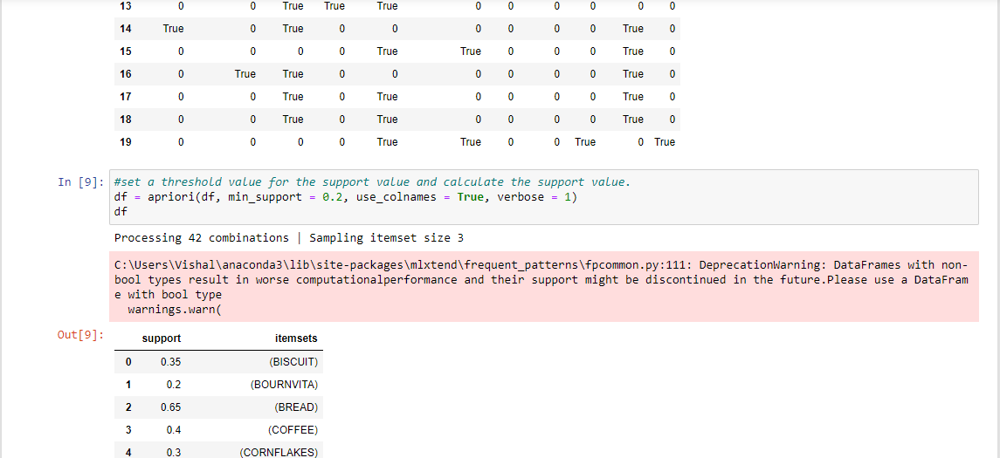 13 0 0 True True True 0 0 0 0 0 0
14 True 0 True 0 0 0 0 0 0 True 0
15 0 0 0 0 True True 0 0 0 True 0
16 0 True True 0 0 0 0 0 0 True 0
17 0 0 True 0 True 0 0 0 0 True 0
18 0 0 True 0 True 0 0 0 0 True 0
19 0 0 0 0 True True 0 0 True 0 True
In [9]: #set a threshold value for the support value and calculate the support value.
df = apriori(df, min_support = 0.2, use_colnames = True, verbose = 1)
df
Processing 42 combinations | Sampling itemset size 3
C:\Users\Vishal\anaconda3\lib\site-packages\mlxtend\frequent_patterns\fpcommon.py:111: DeprecationWarning: DataFrames with non-
bool types result in worse computationalperformance and their support might be discontinued in the future.Please use a DataFram
e with bool type
warnings.warn(
Out[9]:
support itemsets
0 0.35 (BISCUIT)
1 0.2 (BOURNVITA)
2 0.65 (BREAD)
3 0.4 (COFFEE)
4 0.3 (CORNFLAKES)